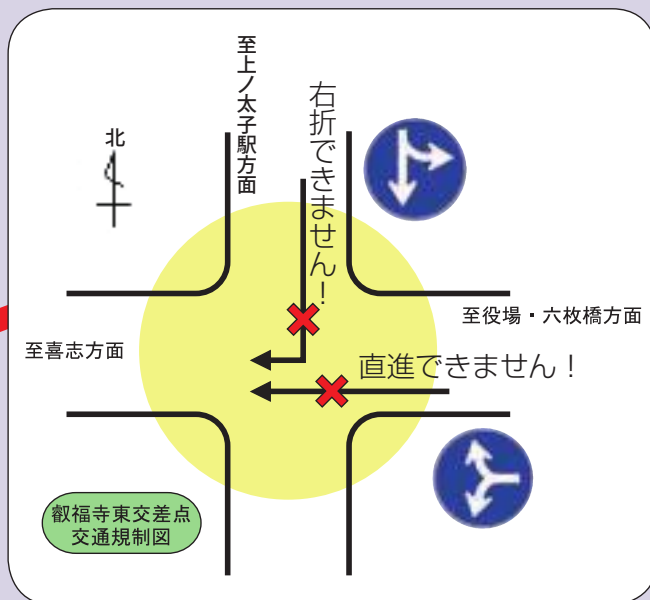 至上ノ太子駅方面
右折できません！
北
至役場・六枚橋方面
至喜志方面
直進できません！
叡福寺東交差点
交通規制図